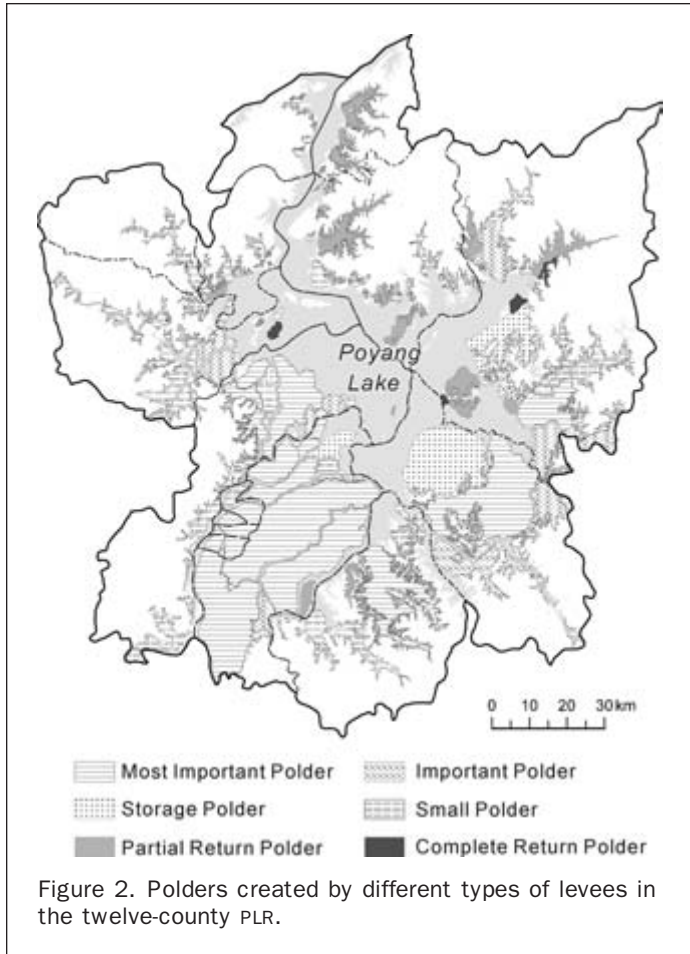 Poyang
Lake
0 10 20 30km
Most Important Polder Important Polder
Storage Polder Small Polder
Partial Return Polder Complete Return Polder
Figure 2. Polders created by different types of levees in
the twelve-county PLR.